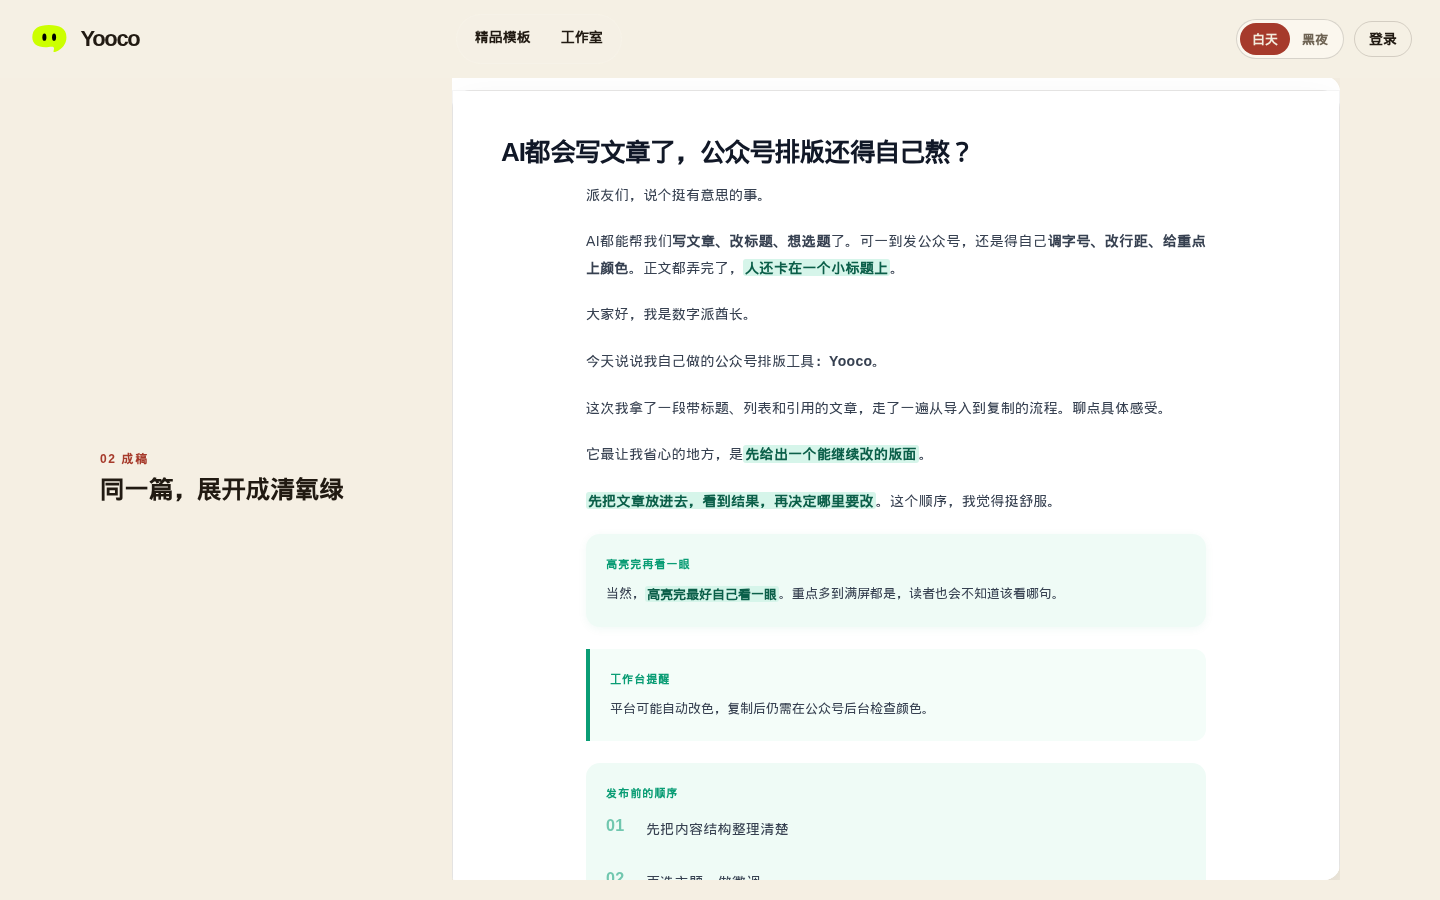 Yooco
精品模板
工作室
白天
黑夜
登录
02 成稿
同一篇，展开成清氧绿
AI都会写文章了，公众号排版还得自己熬？
派友们，说个挺有意思的事。
AI都能帮我们写文章、改标题、想选题了。可一到发公众号，还是得自己调字号、改行距、给重点
上颜色。正文都弄完了，人还卡在一个小标题上。
大家好，我是数字派酋长。
今天说说我自己做的公众号排版工具：Yooco。
这次我拿了一段带标题、列表和引用的文章，走了一遍从导入到复制的流程。聊点具体感受。
它最让我省心的地方，是先给出一个能继续改的版面。
先把文章放进去，看到结果，再决定哪里要改。这个顺序，我觉得挺舒服。
高亮完再看一眼
当然，高亮完最好自己看一眼。重点多到满屏都是，读者也会不知道该看哪句。
工作台提醒
平台可能自动改色，复制后仍需在公众号后台检查颜色。
发布前的顺序
01
先把内容结构整理清楚
02